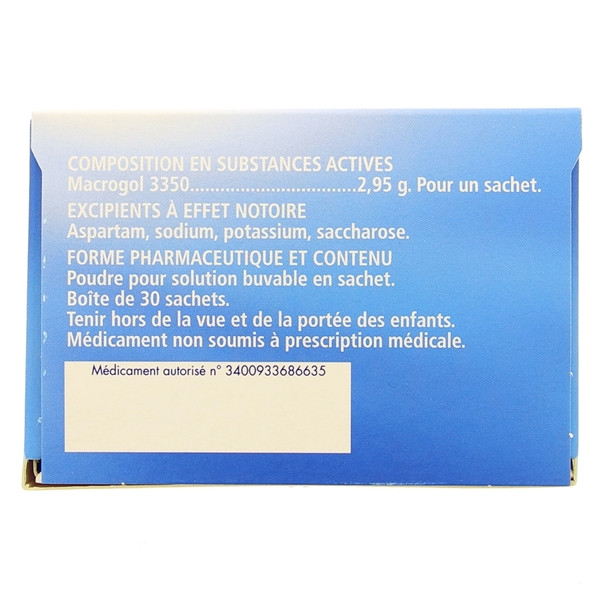 COMPOSITION EN SUBSTANCES ACTIVES
Macrogol 3350..................................2,95 g. Pour un sachet.
EXCIPIENTS À EFFET NOTOIRE
Aspartam, sodium, potassium, saccharose.
FORME PHARMACEUTIQUE ET CONTENU
Poudre pour solution buvable en sachet.
Boîte de 30 sachets.
Tenir hors de la vue et de la portée des enfants.
Médicament non soumis à prescription médicale.
Médicament autorisé n° 3400933686635